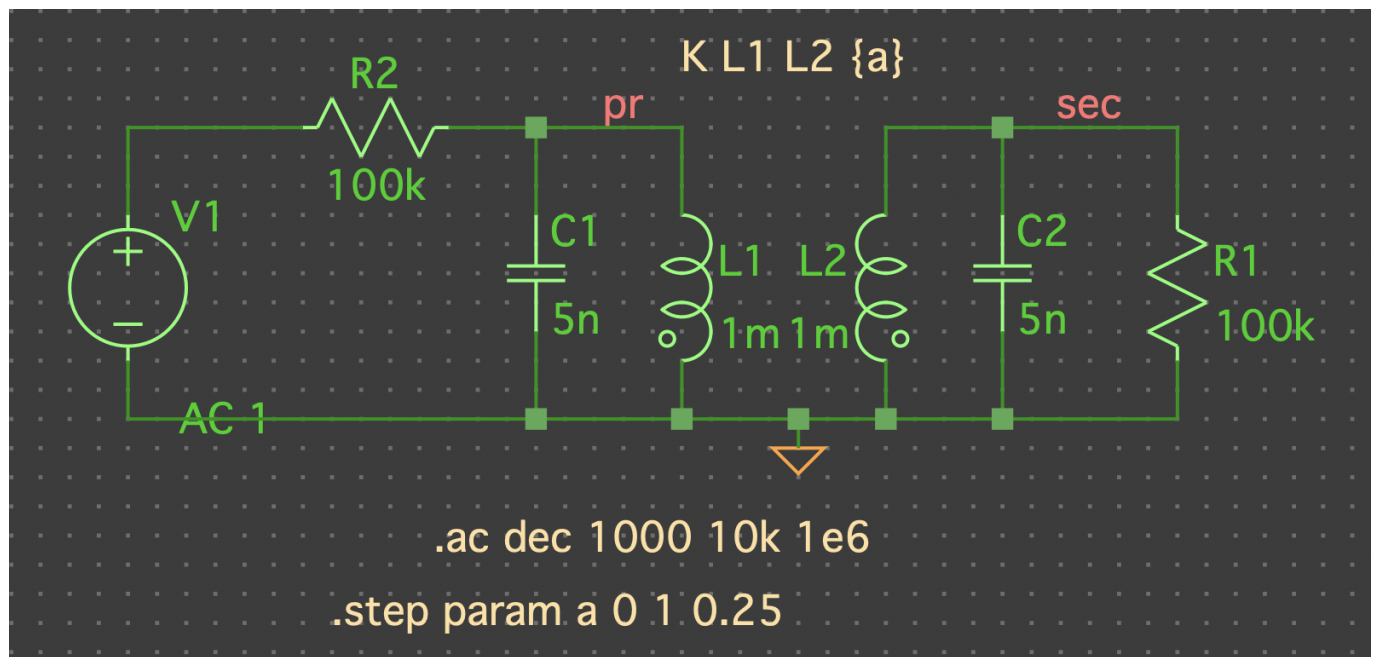 K L1 L2 {a}
R2
pr
sec
100k
V1
C1
C2
L1
L2
R1
5n
1m
1m
5n
100k
AC 1
.ac dec 1000 10k 1e6
.step param a 0 1 0.25